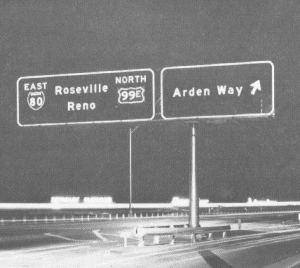 EAST
80
Roseville
Reno
NORTH
99E
Arden Way